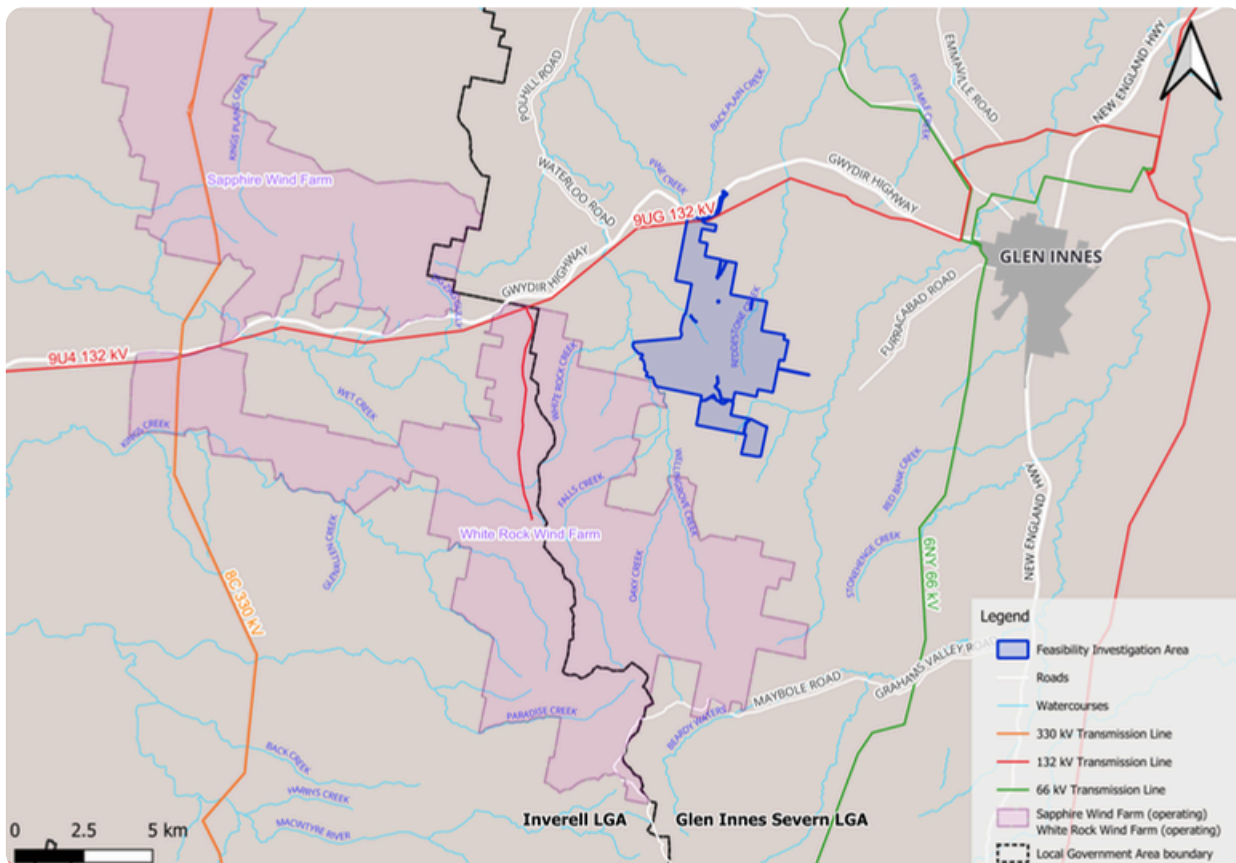 KINGS PLAINS CREEK
Sapphire Wind Farm
POLHILL ROAD
WATERLOO ROAD
PINE CREEK
BACK PLAIN CREEK
FIVE MILE CREEK
EMMAVILLE ROAD
NEW ENGLAND HWY
GWYDIR HIGHWAY
9UG 132 kV
GLEN INNES
GWYDIR HIGHWAY
FURRACABAD ROAD
REDDESTONE CREEK
9U4 132 kV
WET CREEK
WHITE ROCK CREEK
KINGS CREEK
WELLINGROVE CREEK
FALLS CREEK
RED BANK CREEK
White Rock Wind Farm
OAKY CREEK
STONEHENGE CREEK
NEW ENGLAND HWY
6NY 66 kV
8C 330 kV
MAYBOLE ROAD
GRAHAMS VALLEY ROAD
PARADISE CREEK
BEARDY WATERS
BACK CREEK
HARRYS CREEK
MACINTYRE RIVER
Inverell LGA
Glen Innes Severn LGA
0 2.5 5 km
Legend
Feasibility Investigation Area
Roads
Watercourses
330 kV Transmission Line
132 kV Transmission Line
66 kV Transmission Line
Sapphire Wind Farm (operating)
White Rock Wind Farm (operating)
Local Government Area boundary